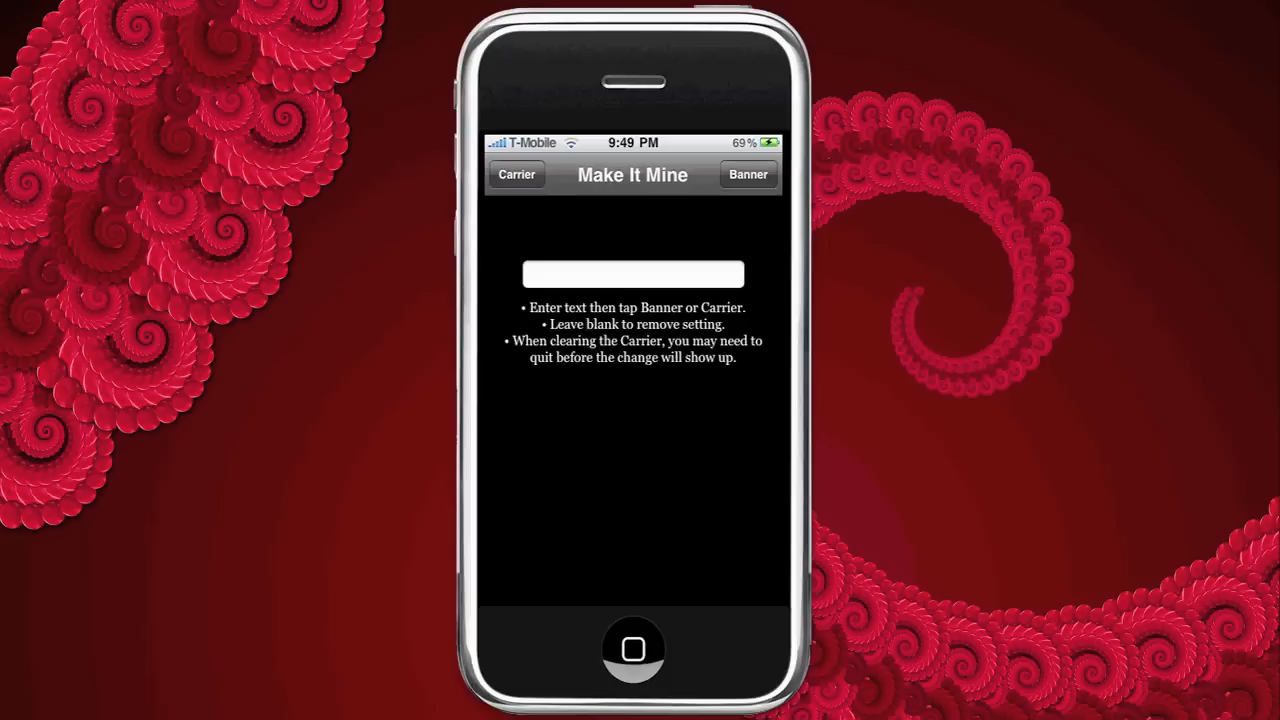 T-Mobile 9:49 PM 69%
Carrier Make It Mine Banner
• Enter text then tap Banner or Carrier.
• Leave blank to remove setting.
• When clearing the Carrier, you may need to
quit before the change will show up.